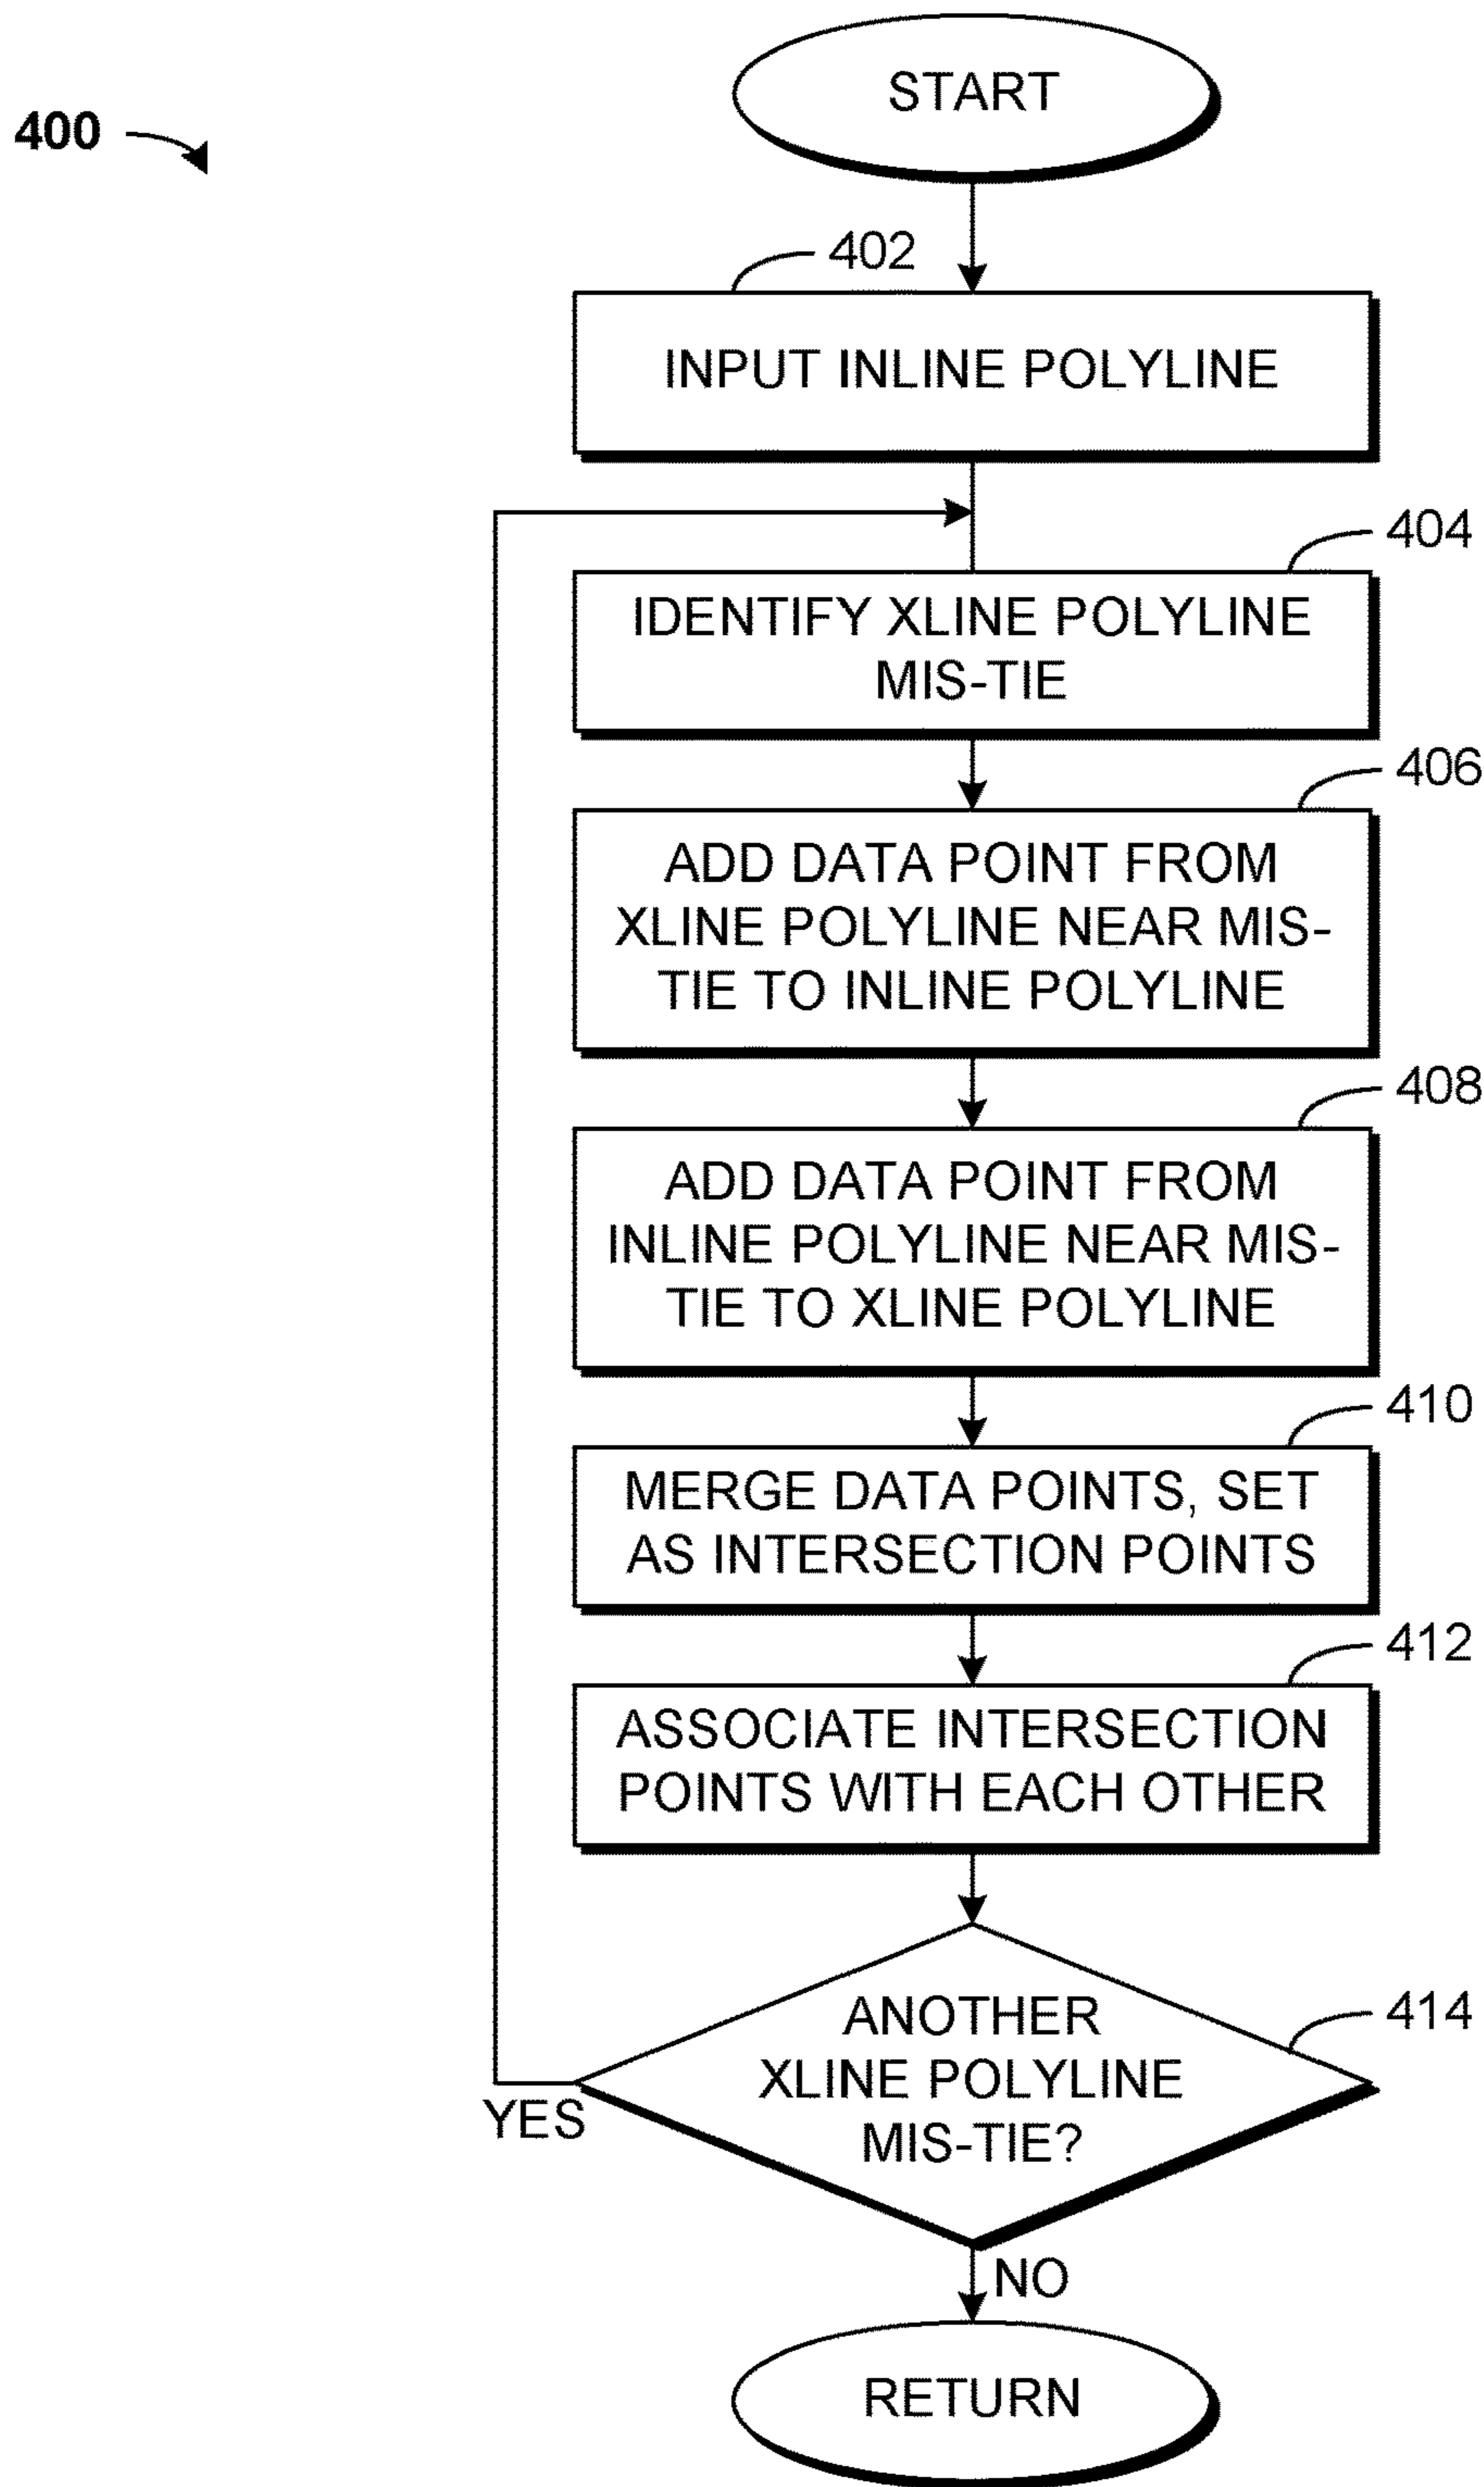 START
400
402
INPUT INLINE POLYLINE
404
IDENTIFY XLINE POLYLINE
MIS-TIE
406
ADD DATA POINT FROM
XLINE POLYLINE NEAR MIS-
TIE TO INLINE POLYLINE
408
ADD DATA POINT FROM
INLINE POLYLINE NEAR MIS-
TIE TO XLINE POLYLINE
410
MERGE DATA POINTS, SET
AS INTERSECTION POINTS
412
ASSOCIATE INTERSECTION
POINTS WITH EACH OTHER
414
ANOTHER
XLINE POLYLINE
MIS-TIE?
YES
NO
RETURN